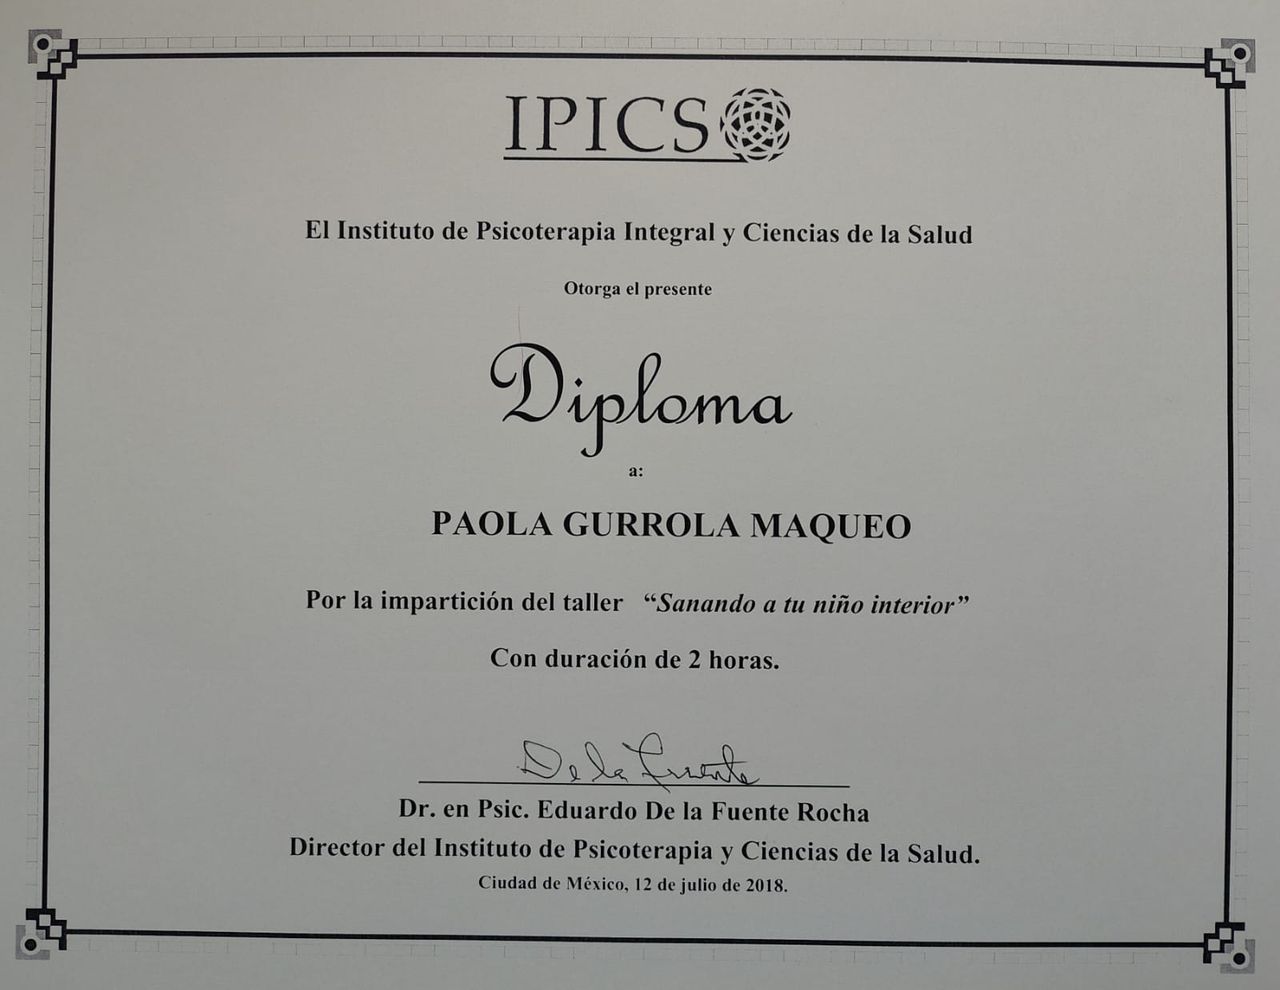 IPICS
El Instituto de Psicoterapia Integral y Ciencias de la Salud
Otorga el presente
Diploma
a:
PAOLA GURROLA MAQUEO
Por la impartición del taller “Sanando a tu niño interior”
Con duración de 2 horas.
De la Fuente
Dr. en Psic. Eduardo De la Fuente Rocha
Director del Instituto de Psicoterapia y Ciencias de la Salud.
Ciudad de México, 12 de julio de 2018.